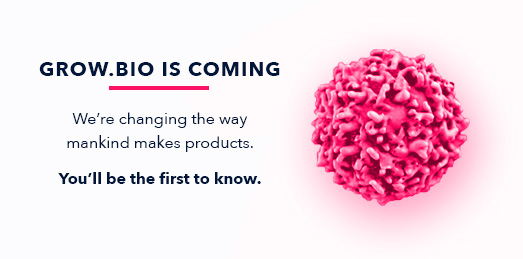 GROW.BIO IS COMING
We’re changing the way
mankind makes products.
You’ll be the first to know.